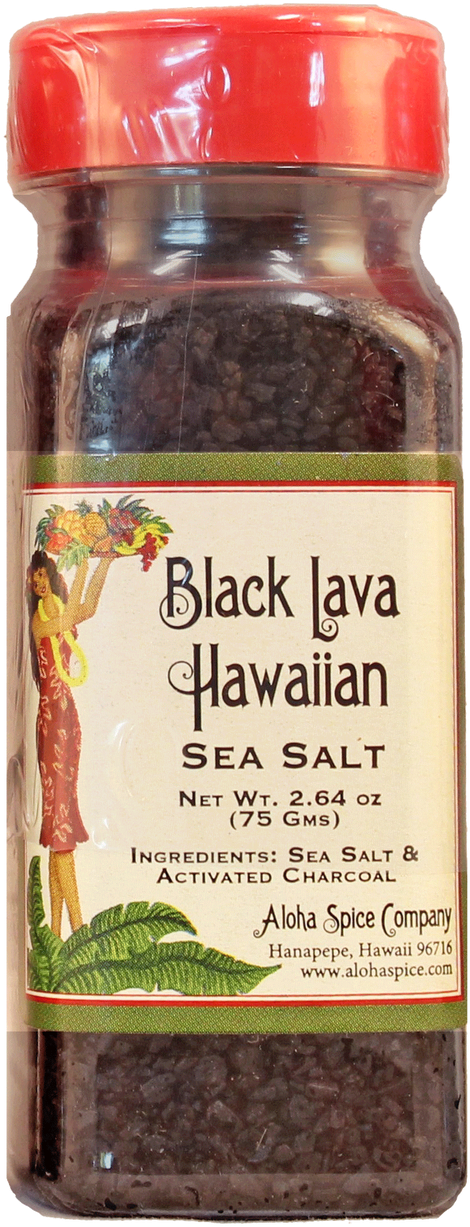 Black Lava
Hawaiian
SEA SALT
NET WT. 2.64 OZ
(75 GMS)
INGREDIENTS: SEA SALT &
ACTIVATED CHARCOAL
Aloha Spice Company
Hanapepe, Hawaii 96716
www.alohaspice.com